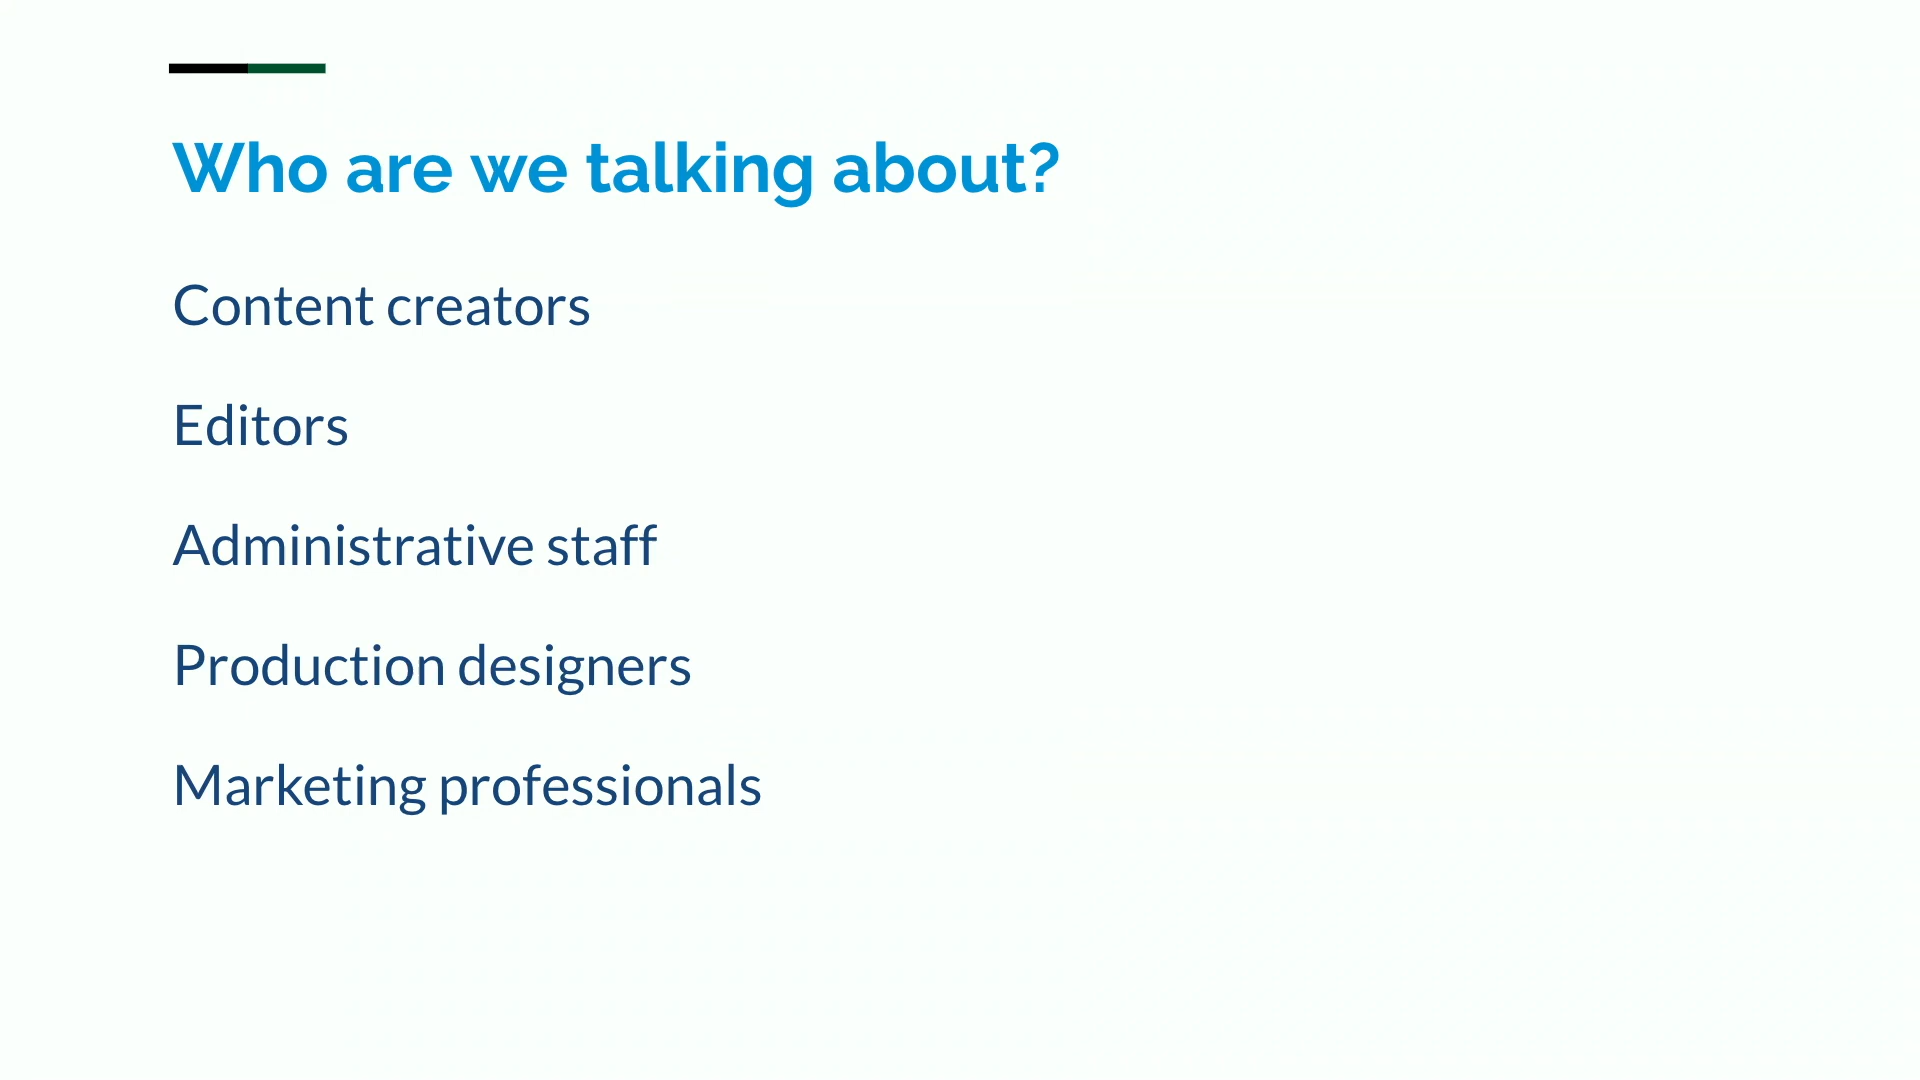 Who are we talking about?
Content creators
Editors
Administrative staff
Production designers
Marketing professionals